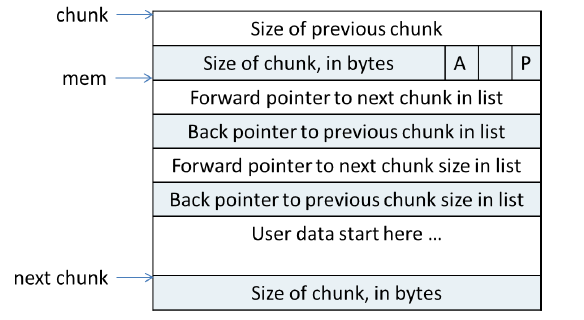 chunk
Size of previous chunk
Size of chunk, in bytes A P
mem
Forward pointer to next chunk in list
Back pointer to previous chunk in list
Forward pointer to next chunk size in list
Back pointer to previous chunk size in list
User data start here ...
next chunk
Size of chunk, in bytes